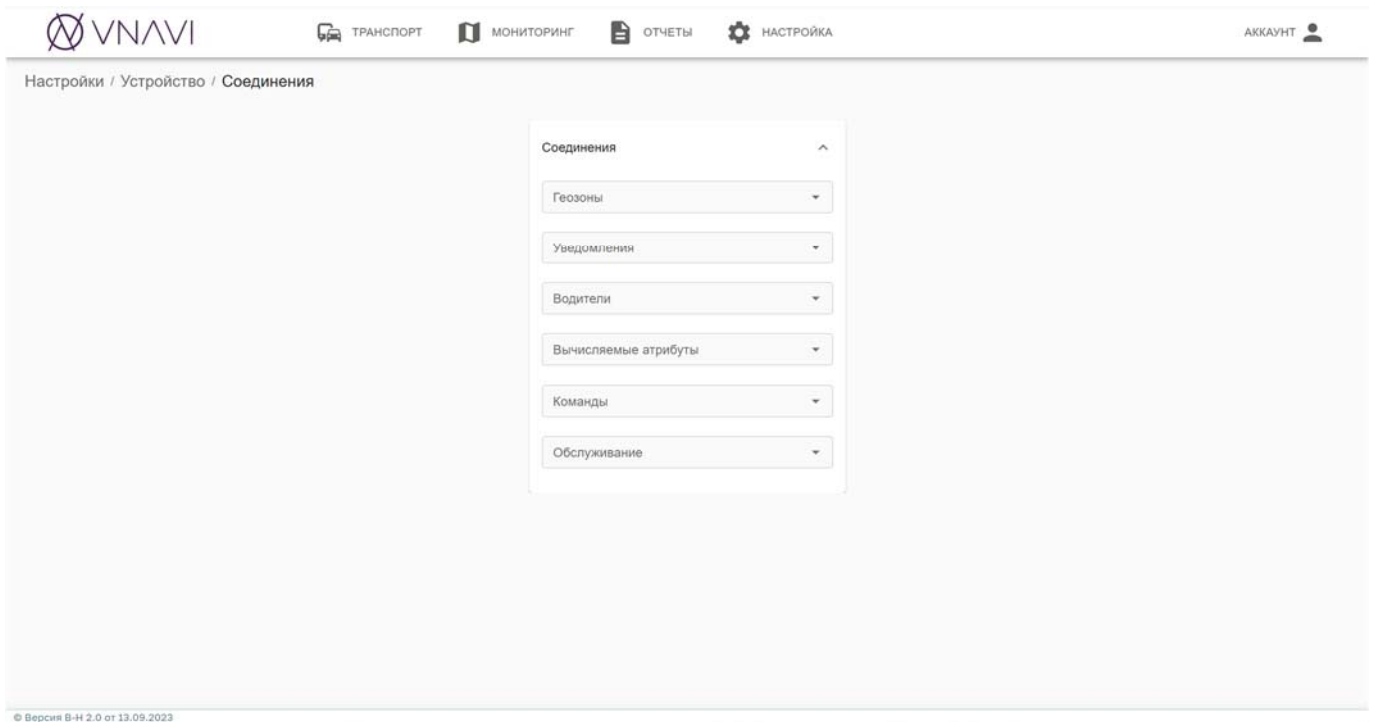 VNAVI
ТРАНСПОРТ МОНИТОРИНГ ОТЧЕТЫ НАСТРОЙКА АККАУНТ
Настройки / Устройство / Соединения
Соединения
Геозоны
Уведомления
Водители
Вычисляемые атрибуты
Команды
Обслуживание
© Версия В-Н 2.0 от 13.09.2023